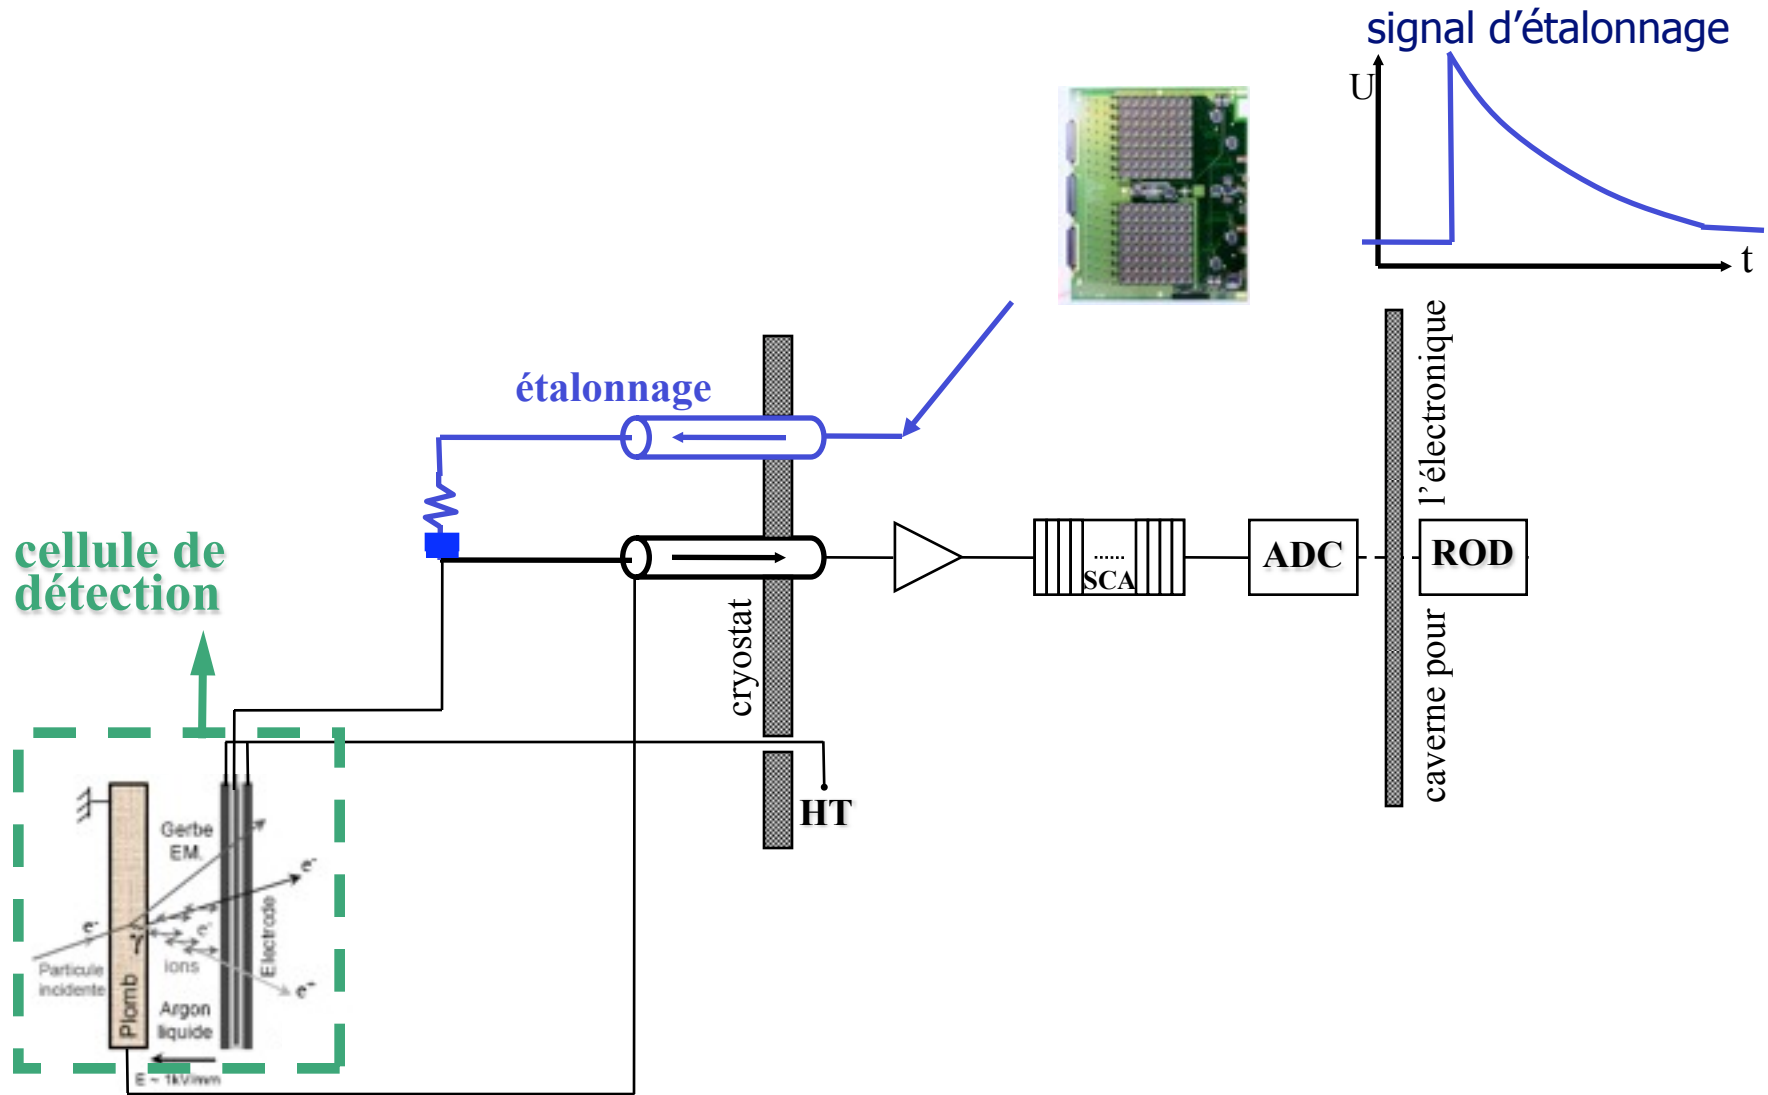 signal d’étalonnage
U
t
étalonnage
l’électronique
cellule de
détection
SCA
......
ADC
ROD
cryostat
caverne pour
HT
Gerbe
EM.
e-
e-
e-
γ
Electrode
Particule
incidente
ions
e+
Plomb
Argon
liquide
E ~ 1kV/mm